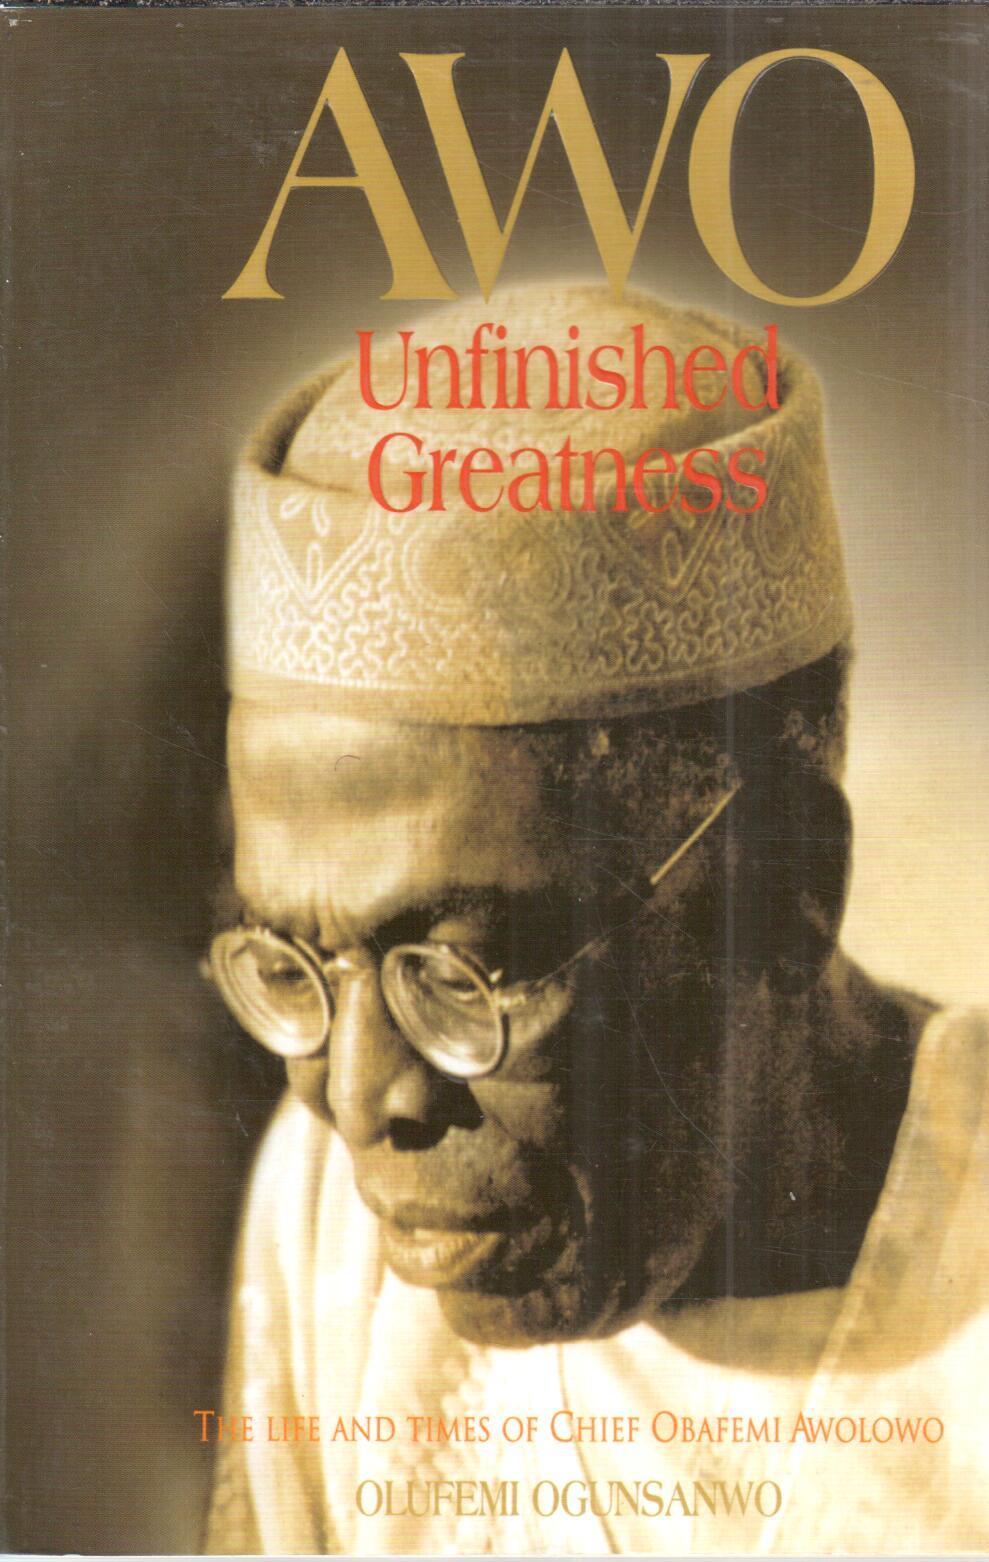 AWO
Unfinished
Greatness
THE LIFE AND TIMES OF CHIEF OBAFEMI AWOLOWO
OLUFEMI OGUNSANWO